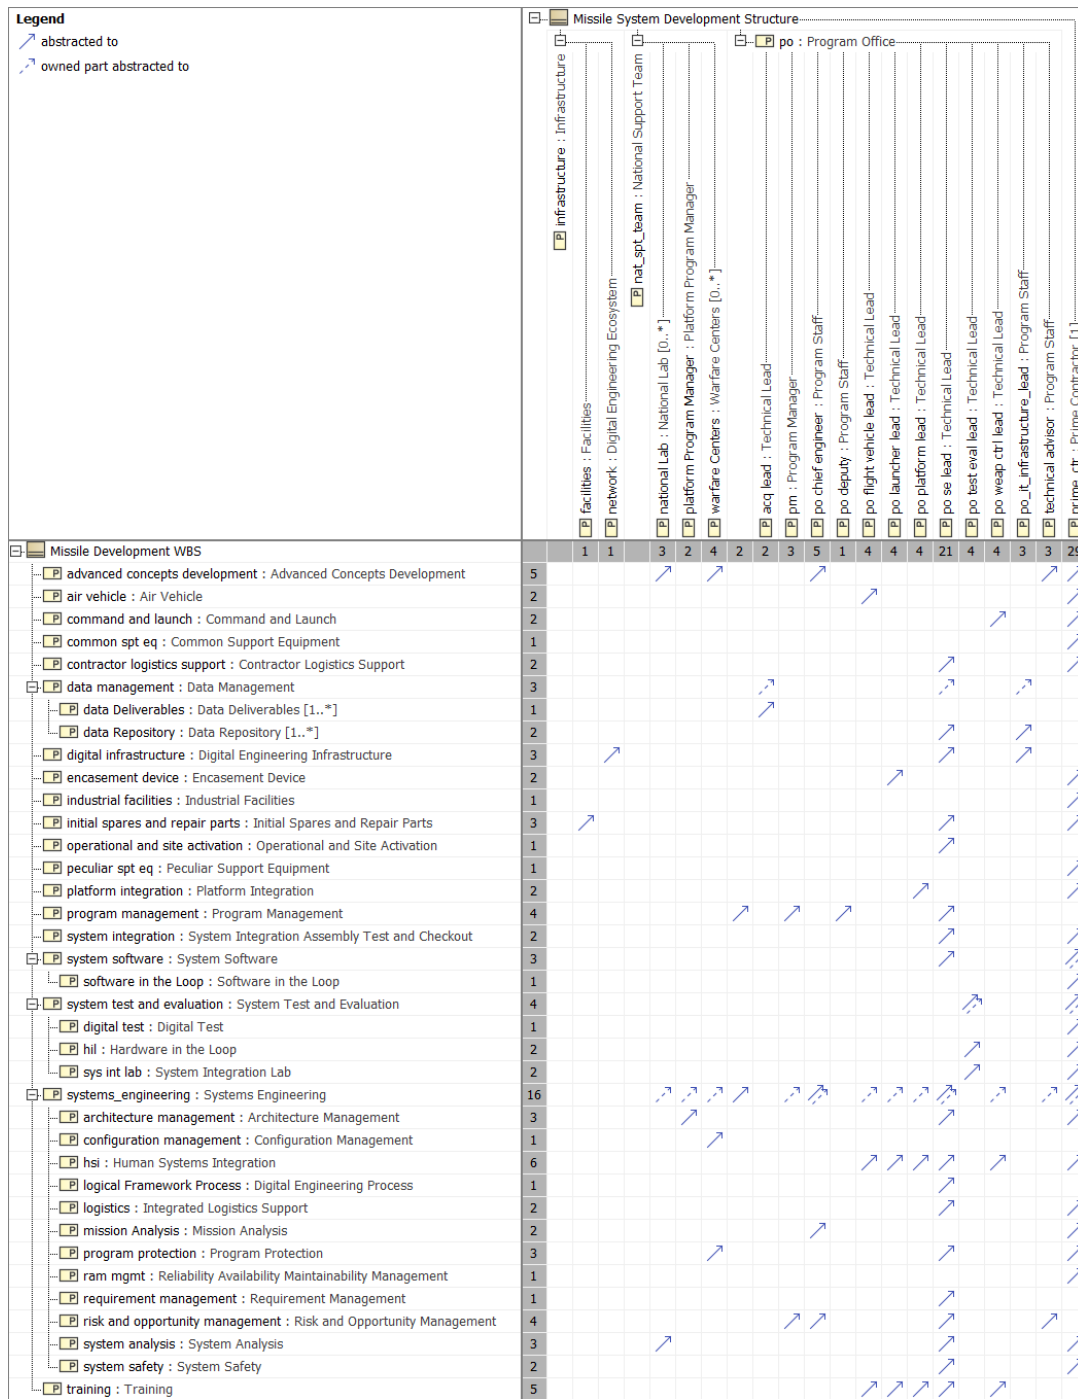 Legend
abstracted to
owned part abstracted to
Missile System Development Structure
infrastructure : Infrastructure
facilities : Facilities
network : Digital Engineering Ecosystem
nat_spt_team : National Support Team
national Lab : National Lab [0..*]
platform Program Manager : Platform Program Manager
warfare Centers : Warfare Centers [0..*]
po : Program Office
acq lead : Technical Lead
pm : Program Manager
po chief engineer : Program Staff
po deputy : Program Staff
po flight vehicle lead : Technical Lead
po launcher lead : Technical Lead
po platform lead : Technical Lead
po se lead : Technical Lead
po test eval lead : Technical Lead
po weap ctrl lead : Technical Lead
po_it_infrastructure_lead : Program Staff
technical advisor : Program Staff
prime_ctr : Prime Contractor [1]
Missile Development WBS 1 1 3 2 4 2 2 3 5 1 4 4 4 21 4 4 3 3 29
advanced concepts development : Advanced Concepts Development 5
air vehicle : Air Vehicle 2
command and launch : Command and Launch 2
common spt eq : Common Support Equipment 1
contractor logistics support : Contractor Logistics Support 2
data management : Data Management 3
data Deliverables : Data Deliverables [1..*] 1
data Repository : Data Repository [1..*] 2
digital infrastructure : Digital Engineering Infrastructure 3
encasement device : Encasement Device 2
industrial facilities : Industrial Facilities 1
initial spares and repair parts : Initial Spares and Repair Parts 3
operational and site activation : Operational and Site Activation 1
peculiar spt eq : Peculiar Support Equipment 1
platform integration : Platform Integration 2
program management : Program Management 4
system integration : System Integration Assembly Test and Checkout 2
system software : System Software 3
software in the Loop : Software in the Loop 1
system test and evaluation : System Test and Evaluation 4
digital test : Digital Test 1
hil : Hardware in the Loop 2
sys int lab : System Integration Lab 2
systems_engineering : Systems Engineering 16
architecture management : Architecture Management 3
configuration management : Configuration Management 1
hsi : Human Systems Integration 6
logical Framework Process : Digital Engineering Process 1
logistics : Integrated Logistics Support 2
mission Analysis : Mission Analysis 2
program protection : Program Protection 3
ram mgmt : Reliability Availability Maintainability Management 1
requirement management : Requirement Management 1
risk and opportunity management : Risk and Opportunity Management 4
system analysis : System Analysis 3
system safety : System Safety 2
training : Training 5